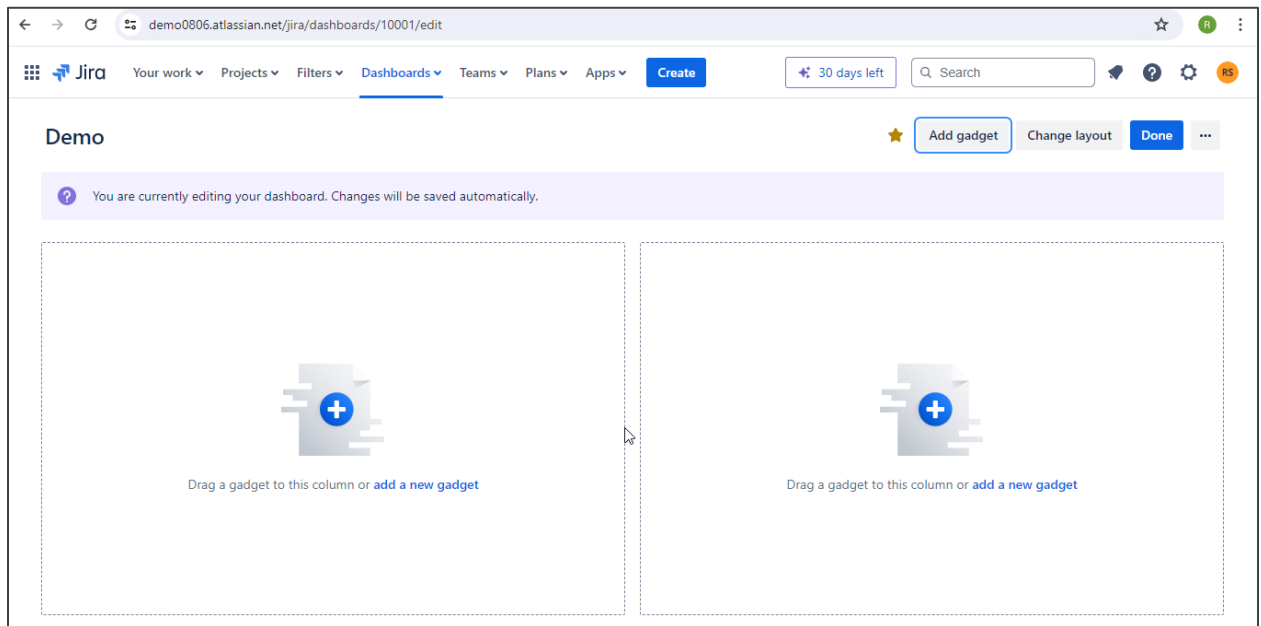 demo0806.atlassian.net/jira/dashboards/10001/edit
R
Jira Your work Projects Filters Dashboards Teams Plans Apps Create 30 days left Search RS
Demo Add gadget Change layout Done
You are currently editing your dashboard. Changes will be saved automatically.
Drag a gadget to this column or add a new gadget
Drag a gadget to this column or add a new gadget